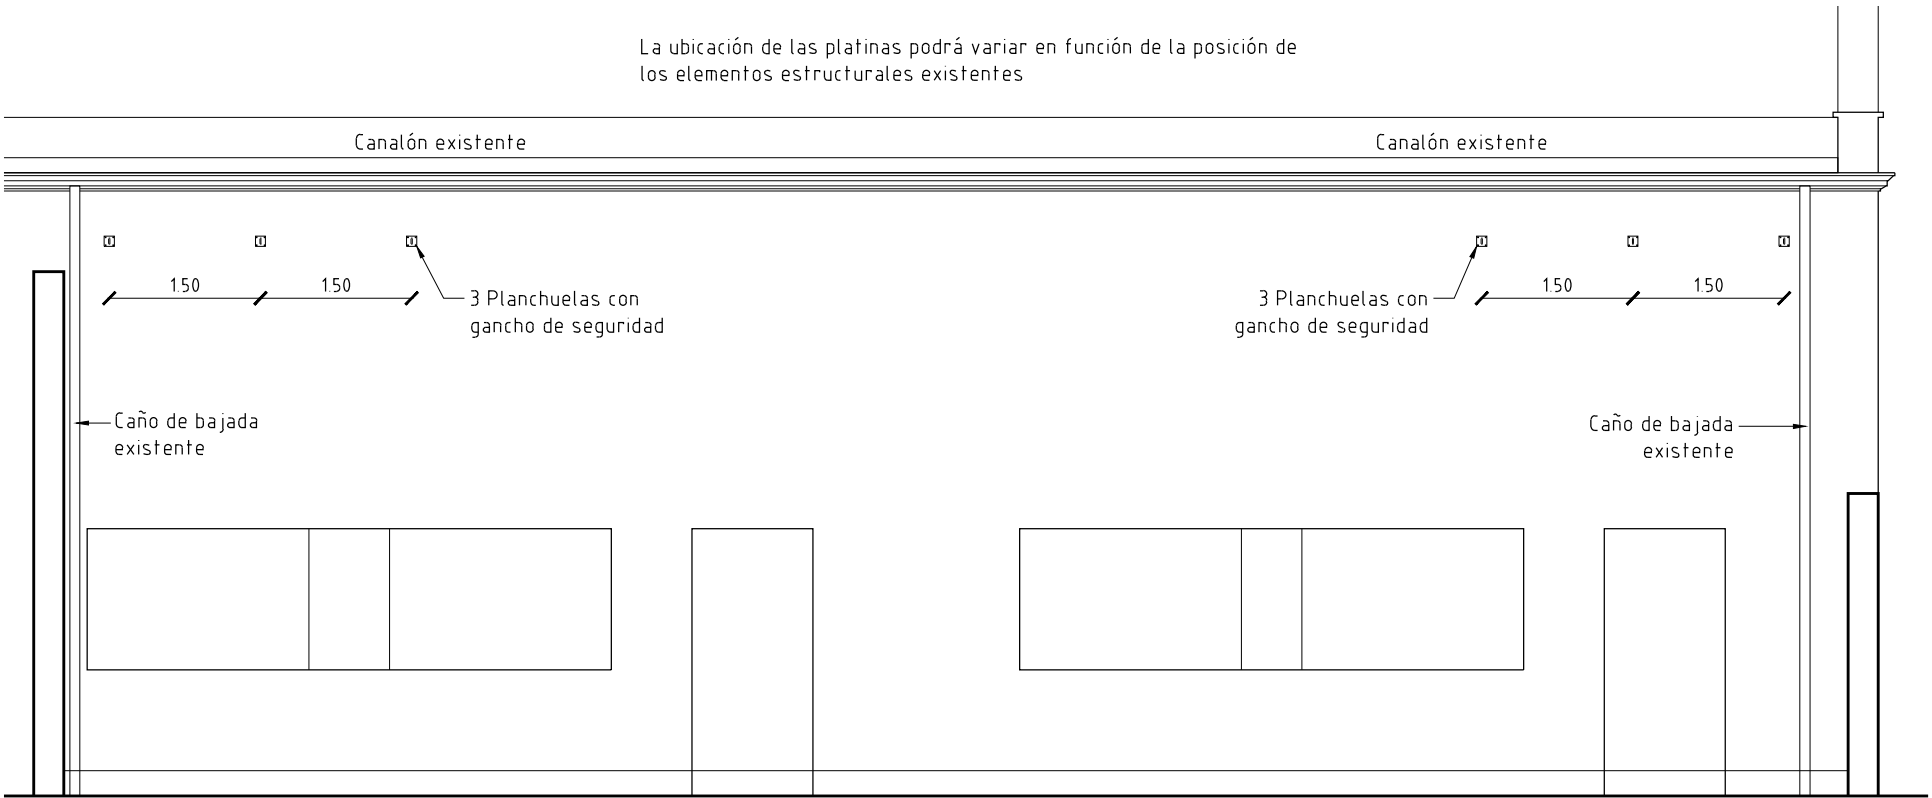 La ubicación de las platinas podrá variar en función de la posición de
los elementos estructurales existentes
Canalón existente
Canalón existente
1.50
1.50
1.50
1.50
3 Planchuelas con
gancho de seguridad
3 Planchuelas con
gancho de seguridad
Caño de bajada
existente
Caño de bajada
existente